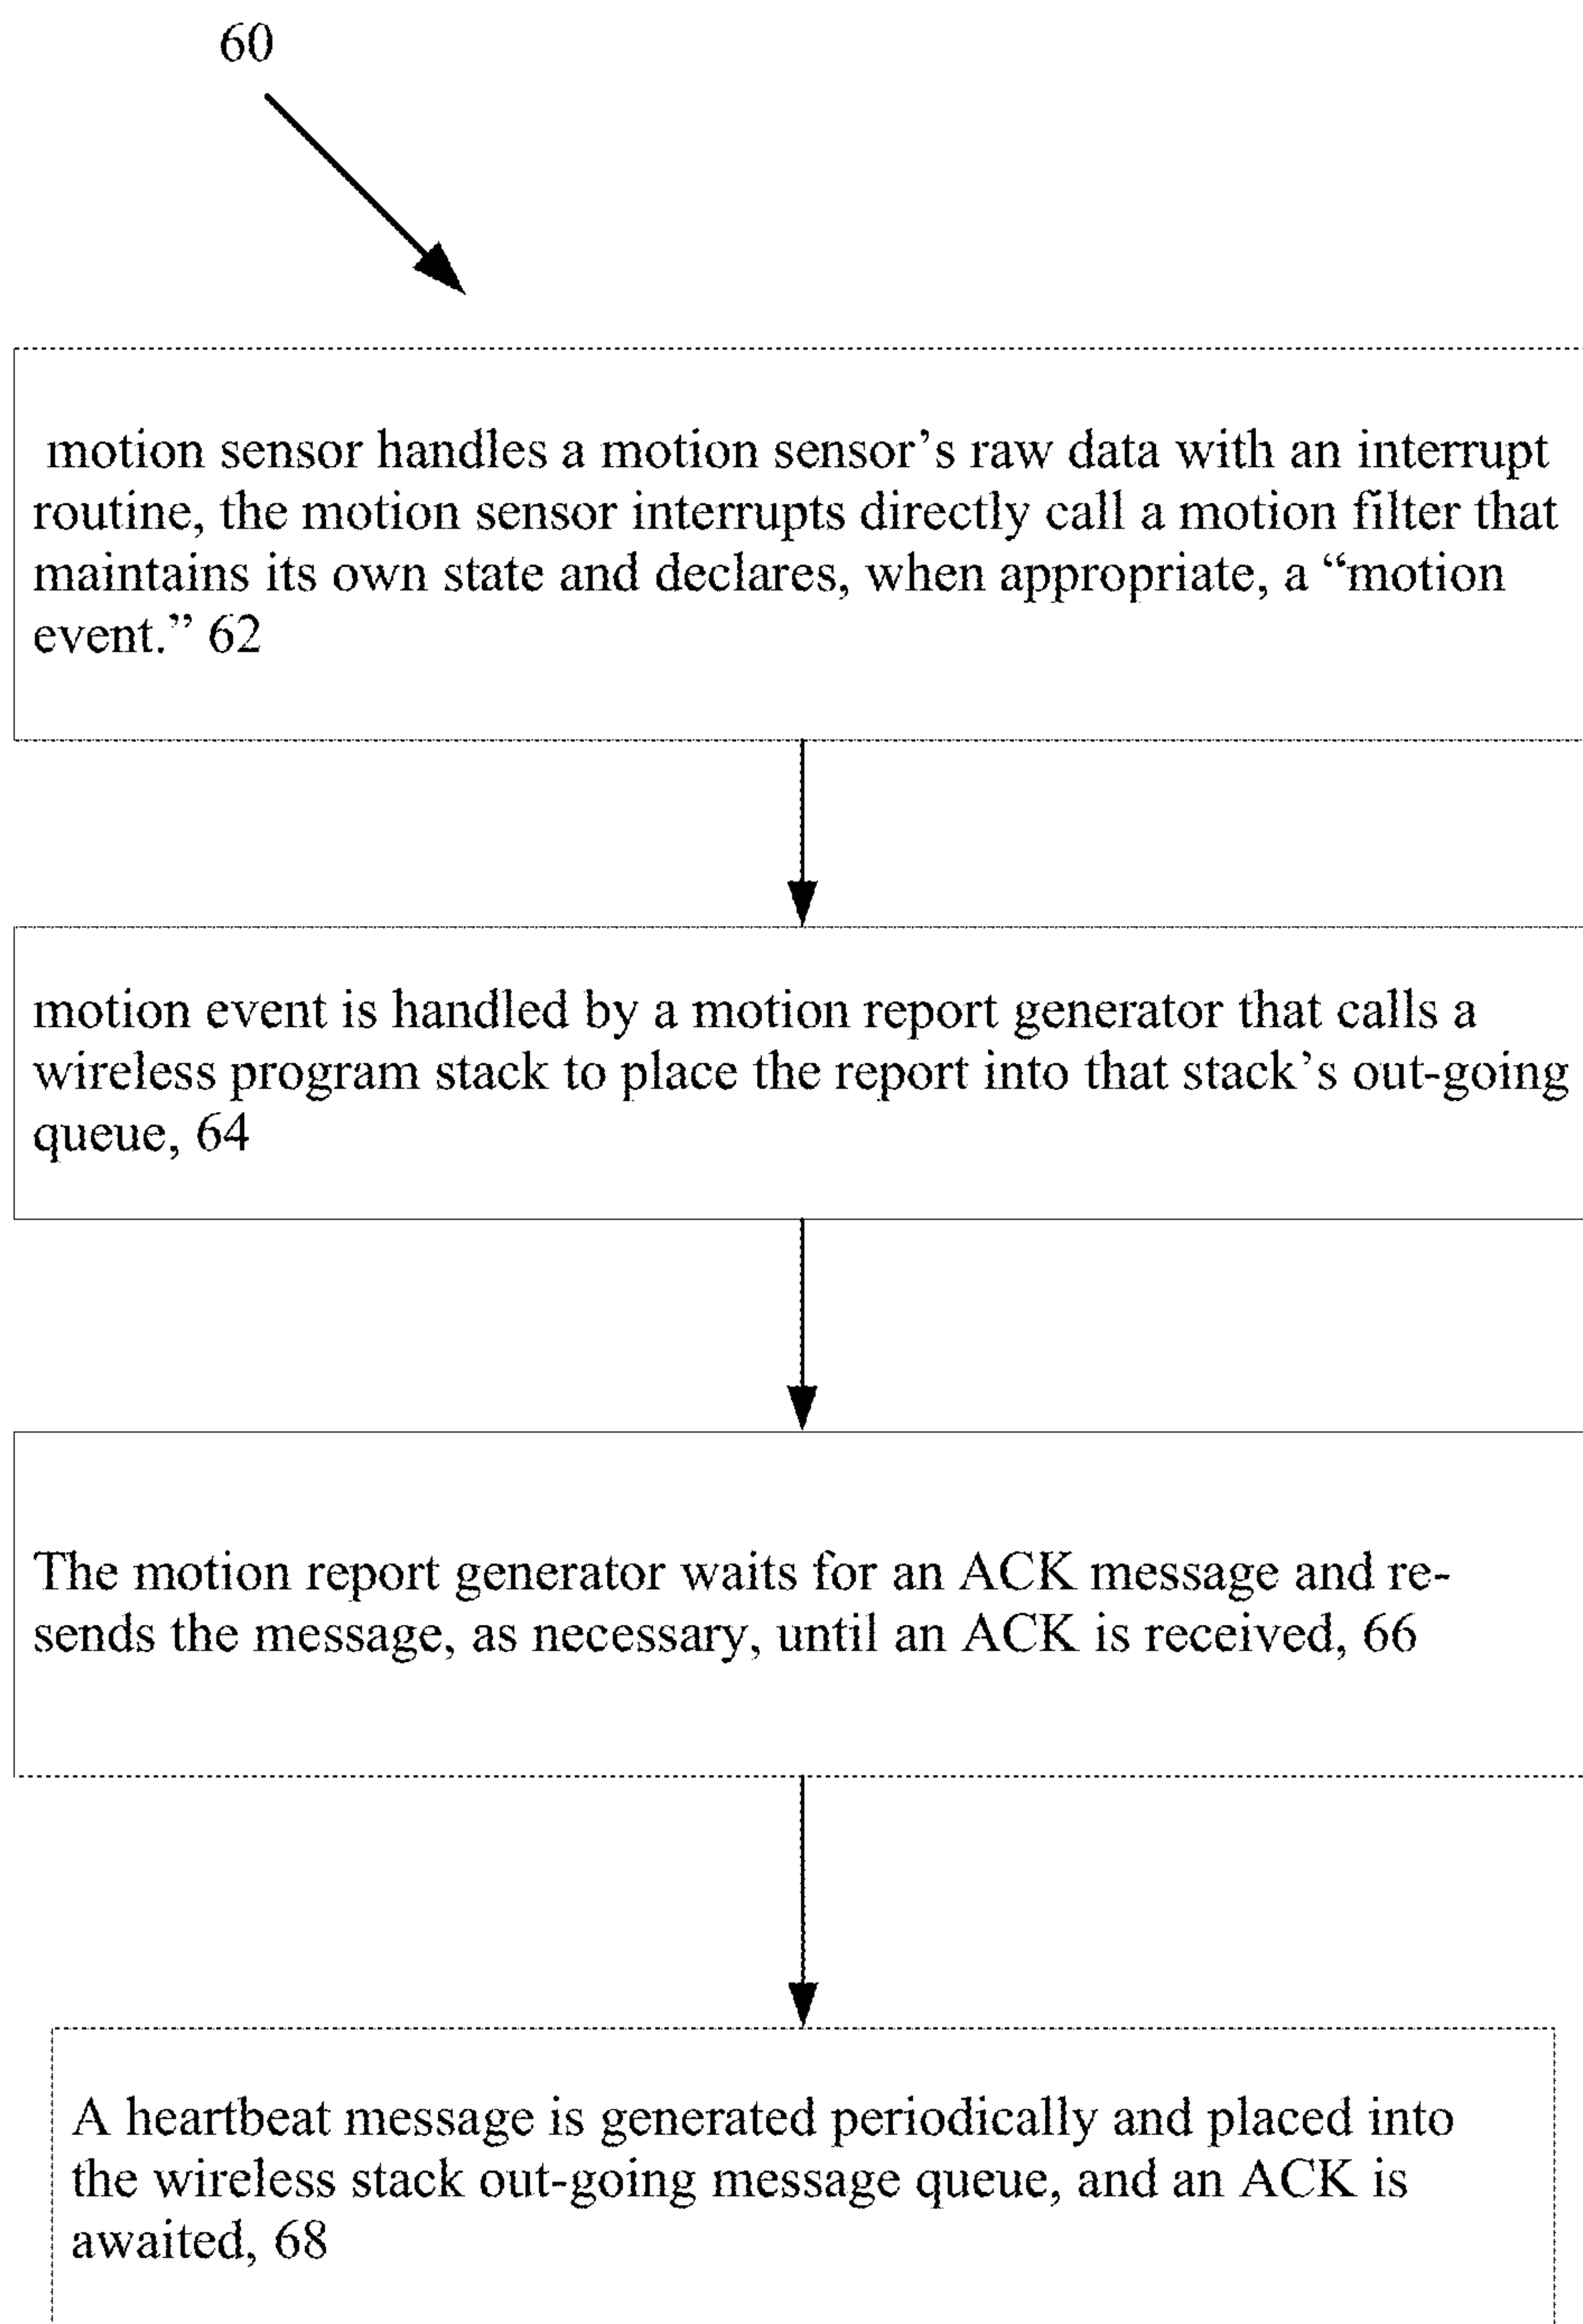 60
motion sensor handles a motion sensor’s raw data with an interrupt
routine, the motion sensor interrupts directly call a motion filter that
maintains its own state and declares, when appropriate, a “motion
event.” 62
motion event is handled by a motion report generator that calls a
wireless program stack to place the report into that stack’s out-going
queue, 64
The motion report generator waits for an ACK message and re-
sends the message, as necessary, until an ACK is received, 66
A heartbeat message is generated periodically and placed into
the wireless stack out-going message queue, and an ACK is
awaited, 68